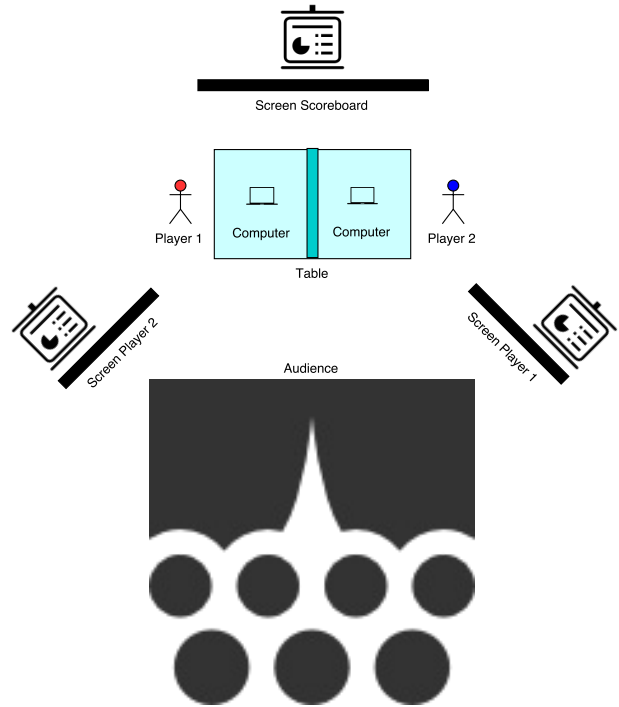 Screen Scoreboard
Player 1
Computer
Computer
Player 2
Table
Screen Player 2
Screen Player 1
Audience